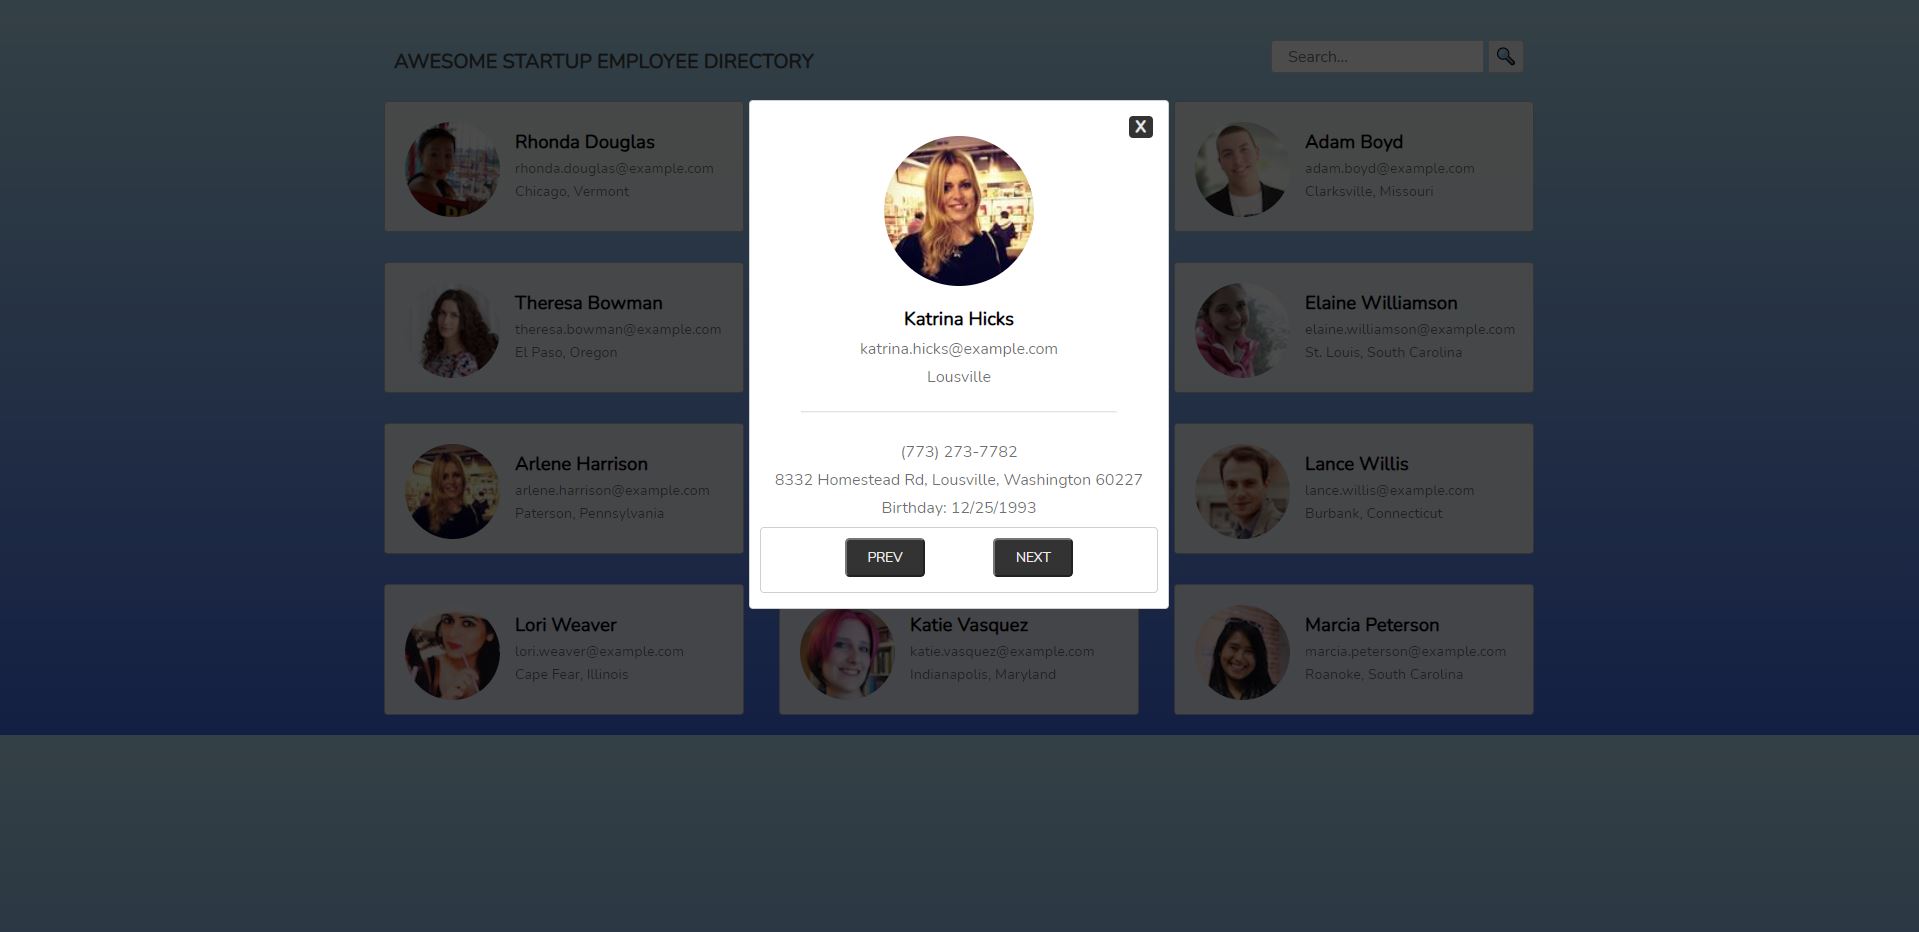 AWESOME STARTUP EMPLOYEE DIRECTORY
Search...
Rhonda Douglas
rhonda.douglas@example.com
Chicago, Vermont
Adam Boyd
adam.boyd@example.com
Clarksville, Missouri
Theresa Bowman
theresa.bowman@example.com
El Paso, Oregon
Elaine Williamson
elaine.williamson@example.com
St. Louis, South Carolina
Arlene Harrison
arlene.harrison@example.com
Paterson, Pennsylvania
Lance Willis
lance.willis@example.com
Burbank, Connecticut
Lori Weaver
lori.weaver@example.com
Cape Fear, Illinois
Katie Vasquez
katie.vasquez@example.com
Indianapolis, Maryland
Marcia Peterson
marcia.peterson@example.com
Roanoke, South Carolina
X
Katrina Hicks
katrina.hicks@example.com
Lousville
(773) 273-7782
8332 Homestead Rd, Lousville, Washington 60227
Birthday: 12/25/1993
PREV
NEXT